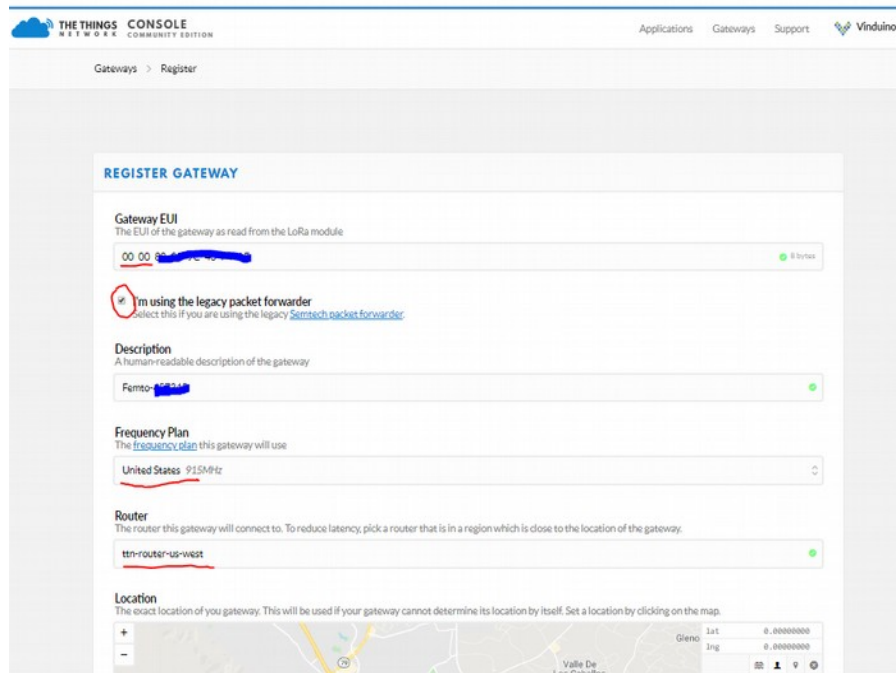 THE THINGS CONSOLE
NETWORK COMMUNITY EDITION
Applications Gateways Support Vinduino
Gateways > Register
REGISTER GATEWAY
Gateway EUI
The EUI of the gateway as read from the LoRa module
00 00
8 bytes
I'm using the legacy packet forwarder
Select this if you are using the legacy Semtech packet forwarder.
Description
A human-readable description of the gateway
Femto-
Frequency Plan
The frequency plan this gateway will use
United States 915MHz
Router
The router this gateway will connect to. To reduce latency, pick a router that is in a region which is close to the location of the gateway.
ttn-router-us-west
Location
The exact location of you gateway. This will be used if your gateway cannot determine its location by itself. Set a location by clicking on the map.
+
−
79
Gleno
Valle De
Los Caballos
lat 0.00000000
lng 0.00000000